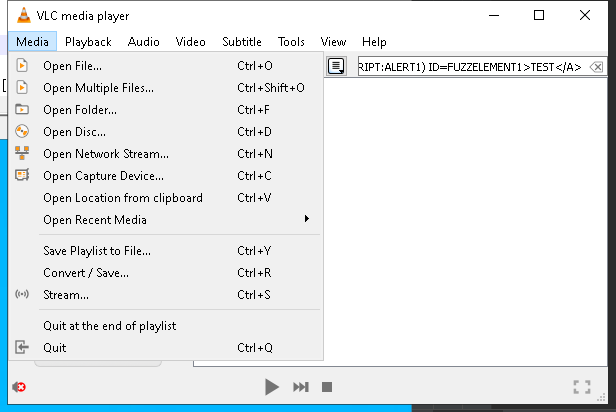 VLC media player
Media Playback Audio Video Subtitle Tools View Help
Open File... Ctrl+O
RIPT:ALERT1) ID=FUZZELEMENT1>TEST</A>
Open Multiple Files... Ctrl+Shift+O
Open Folder... Ctrl+F
Open Disc... Ctrl+D
Open Network Stream... Ctrl+N
Open Capture Device... Ctrl+C
Open Location from clipboard Ctrl+V
Open Recent Media
Save Playlist to File... Ctrl+Y
Convert / Save... Ctrl+R
Stream... Ctrl+S
Quit at the end of playlist
Quit Ctrl+Q